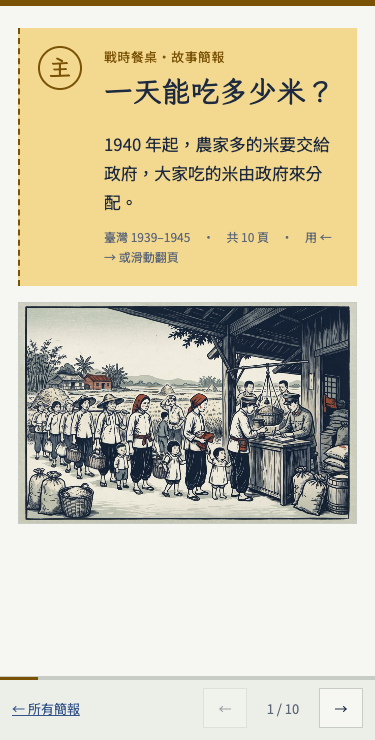 主
戰時餐桌・故事簡報
一天能吃多少米？
1940 年起，農家多的米要交給
政府，大家吃的米由政府來分
配。
臺灣 1939–1945 ・ 共 10 頁 ・ 用 ←
→ 或滑動翻頁
← 所有簡報
← 1 / 10 →